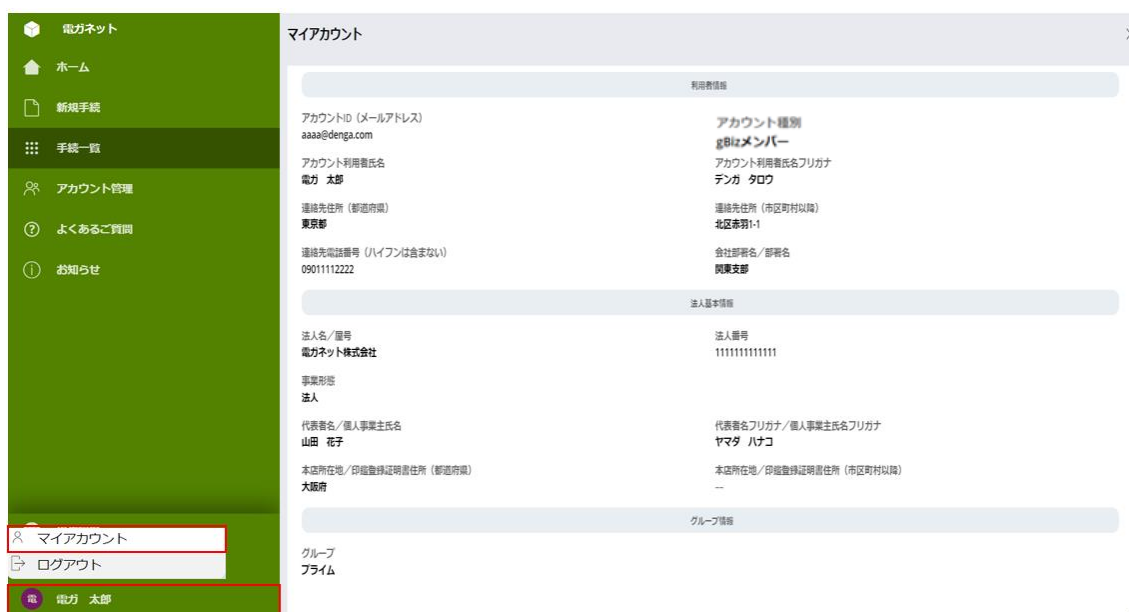 電ガネット
ホーム
新規手続
手続一覧
アカウント管理
よくあるご質問
お知らせ
マイアカウント
ログアウト
電
電ガ 太郎
マイアカウント
利用者情報
アカウントID（メールアドレス）
aaaa@denga.com
アカウント種別
gBizメンバー
アカウント利用者氏名
電ガ 太郎
アカウント利用者氏名フリガナ
デンガ タロウ
連絡先住所（都道府県）
東京都
連絡先住所（市区町村以降）
北区赤羽1-1
連絡先電話番号（ハイフンは含まない）
09011112222
会社部署名／部署名
関東支部
法人基本情報
法人名／屋号
電ガネット株式会社
法人番号
1111111111111
事業形態
法人
代表者名／個人事業主氏名
山田 花子
代表者名フリガナ／個人事業主氏名フリガナ
ヤマダ ハナコ
本店所在地／印鑑登録証明書住所（都道府県）
大阪府
本店所在地／印鑑登録証明書住所（市区町村以降）
---
グループ情報
グループ
プライム